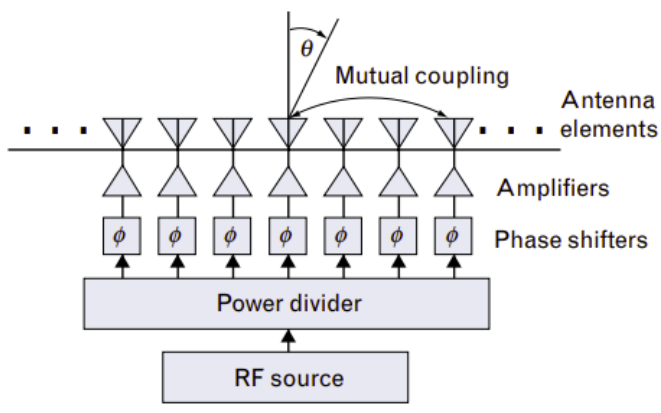 θ
Mutual coupling
Antenna
elements
Amplifiers
ϕ ϕ ϕ ϕ ϕ ϕ ϕ
Phase shifters
Power divider
RF source